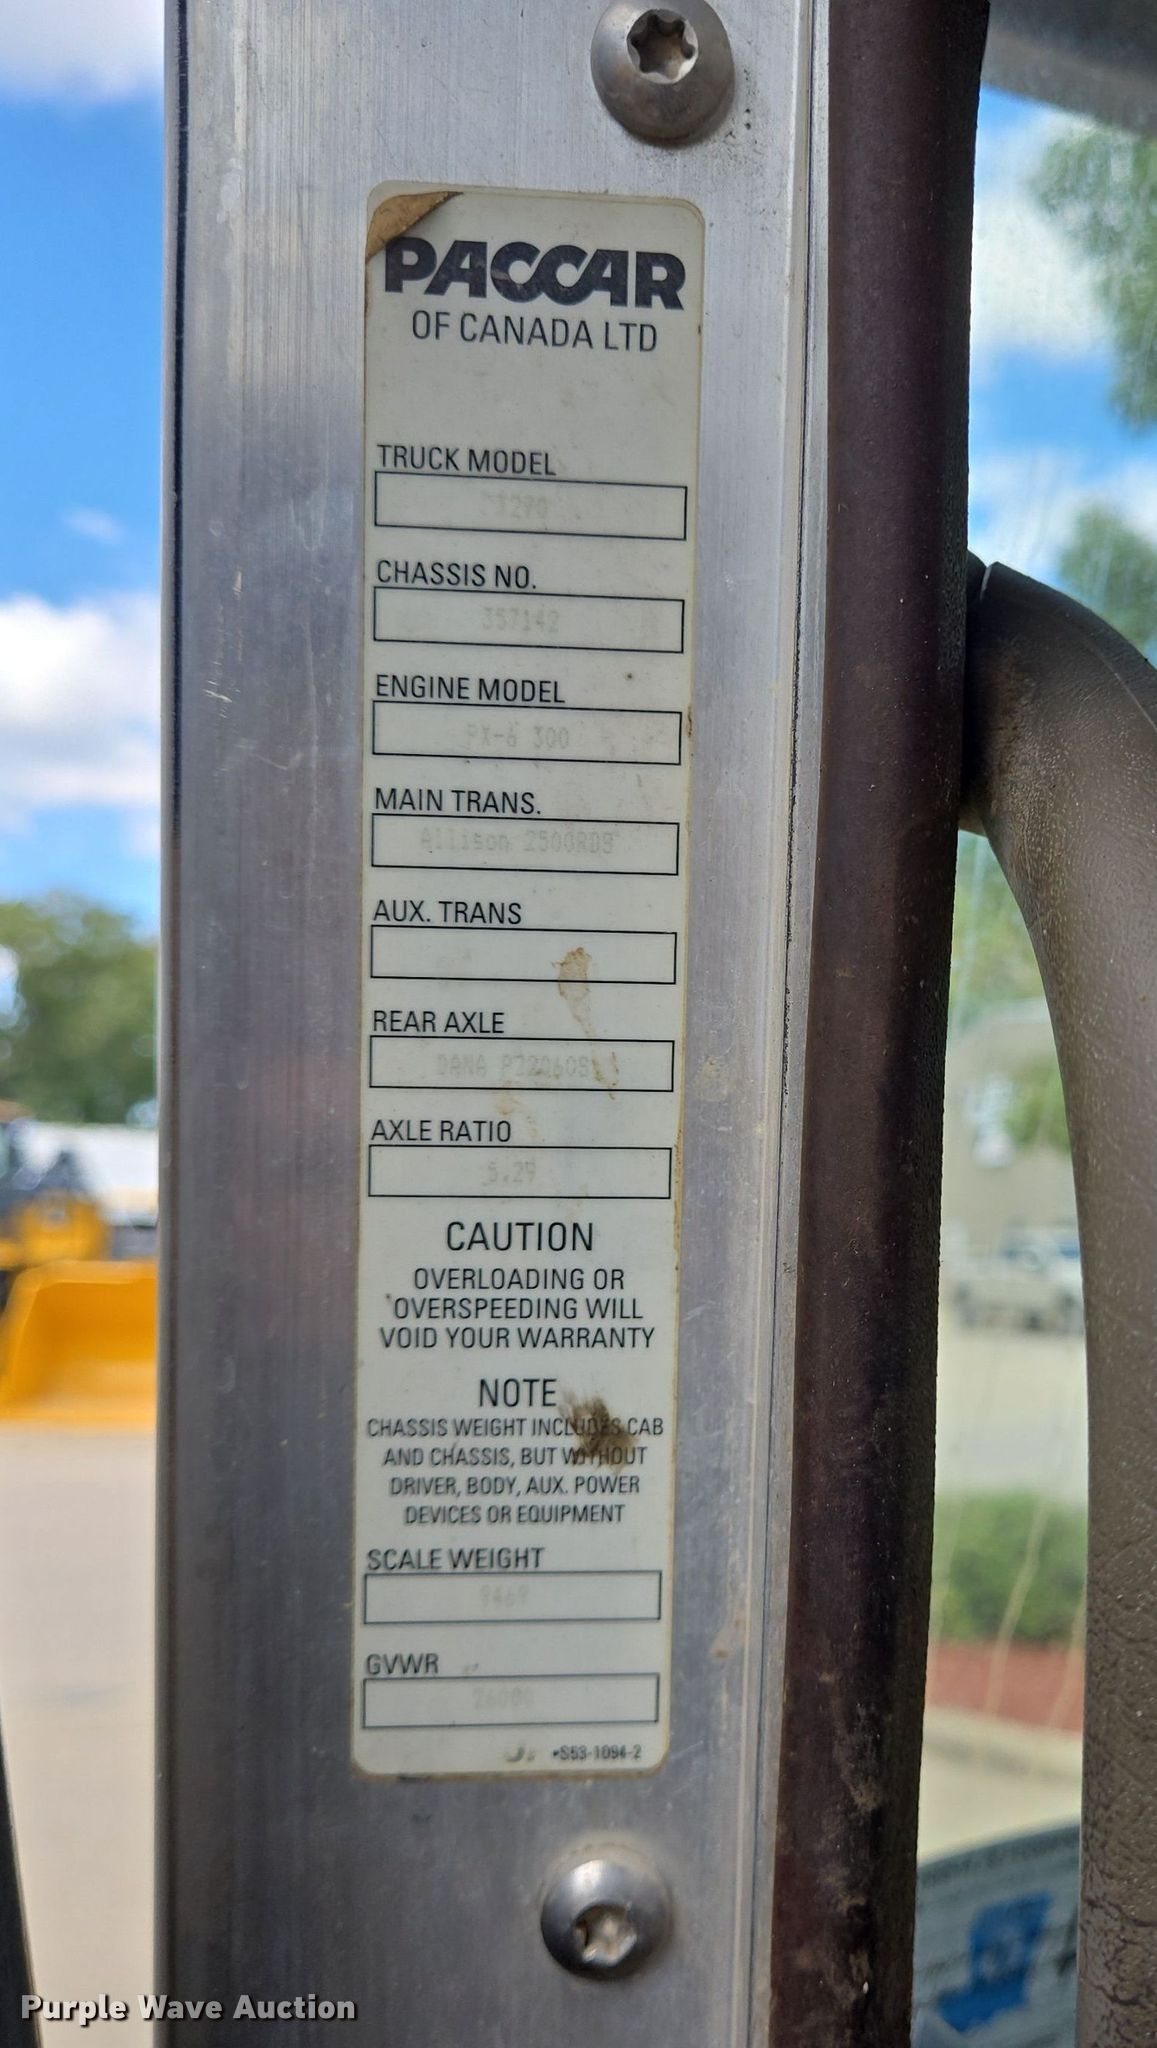 PACCAR
OF CANADA LTD
TRUCK MODEL
CHASSIS NO.
357142
ENGINE MODEL
PX-6 300
MAIN TRANS.
Allison 2500RDS
AUX. TRANS
REAR AXLE
DANA
AXLE RATIO
5.29
CAUTION
OVERLOADING OR
OVERSPEEDING WILL
VOID YOUR WARRANTY
NOTE
CHASSIS WEIGHT INCLUDES CAB
AND CHASSIS, BUT WITHOUT
DRIVER, BODY, AUX. POWER
DEVICES OR EQUIPMENT
SCALE WEIGHT
9469
GVWR
26000
S53-1094-2
Purple Wave Auction